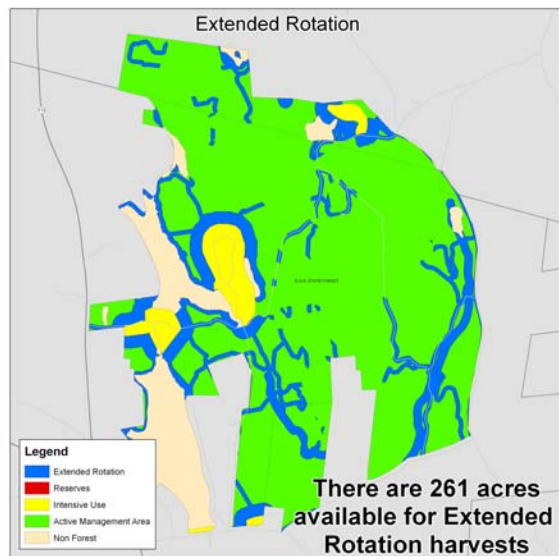 Extended Rotation
Legend
Extended Rotation
Reserves
Intensive Use
Active Management Area
Non Forest
There are 261 acres
available for Extended
Rotation harvests